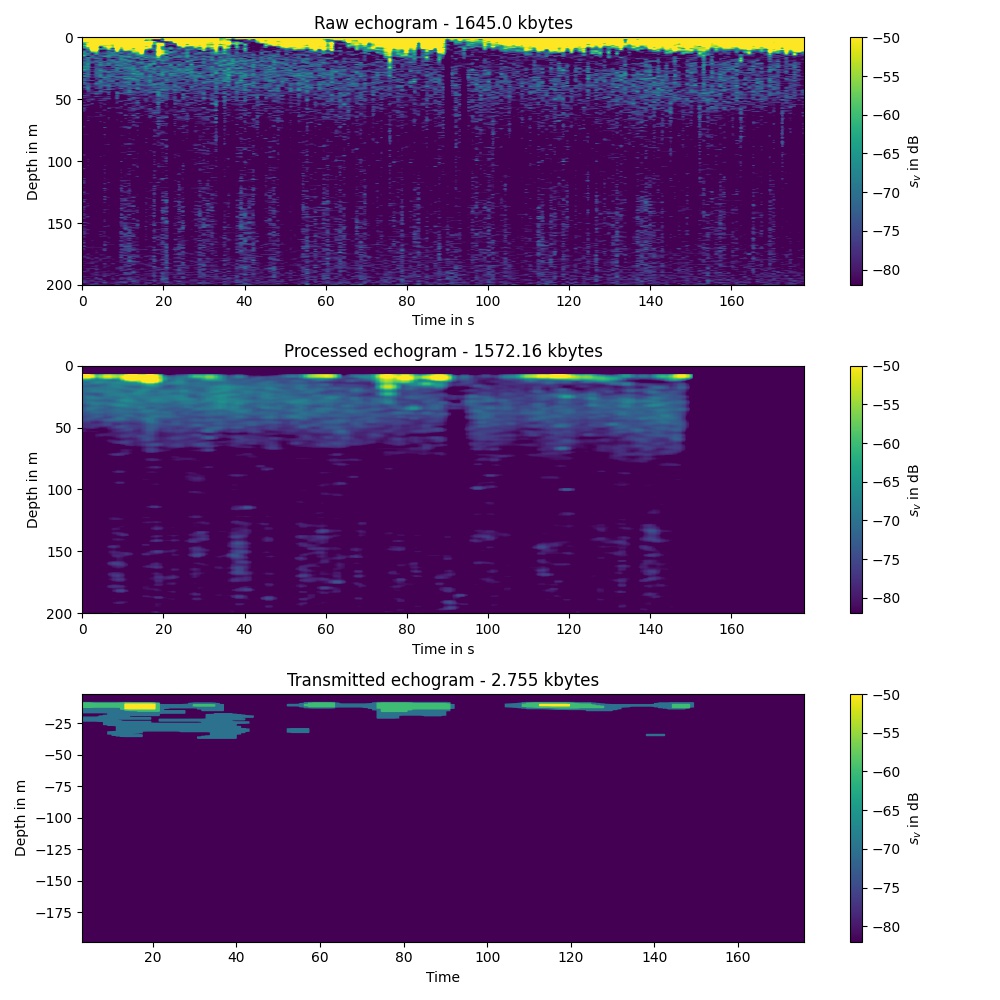 Raw echogram - 1645.0 kbytes
0
50
100
150
200
Depth in m
0 20 40 60 80 100 120 140 160
Time in s
−50
−55
−60
−65
−70
−75
−80
s_v in dB
Processed echogram - 1572.16 kbytes
0
50
100
150
200
Depth in m
0 20 40 60 80 100 120 140 160
Time in s
−50
−55
−60
−65
−70
−75
−80
s_v in dB
Transmitted echogram - 2.755 kbytes
−25
−50
−75
−100
−125
−150
−175
Depth in m
20 40 60 80 100 120 140 160
Time
−50
−55
−60
−65
−70
−75
−80
s_v in dB